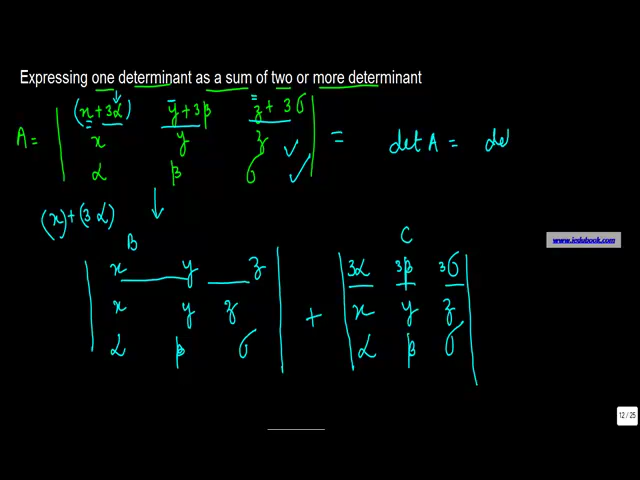 Expressing one determinant as a sum of two or more determinant
A = | (x + 3α) y + 3β z + 3σ |
| x y z | = det A = de
| α β σ |
(x) + (3α)
B C
| x y z | | 3α 3β 3σ |
| x y z | + | x y z |
| α β σ | | α β σ |
www.iedubook.com
12 / 25